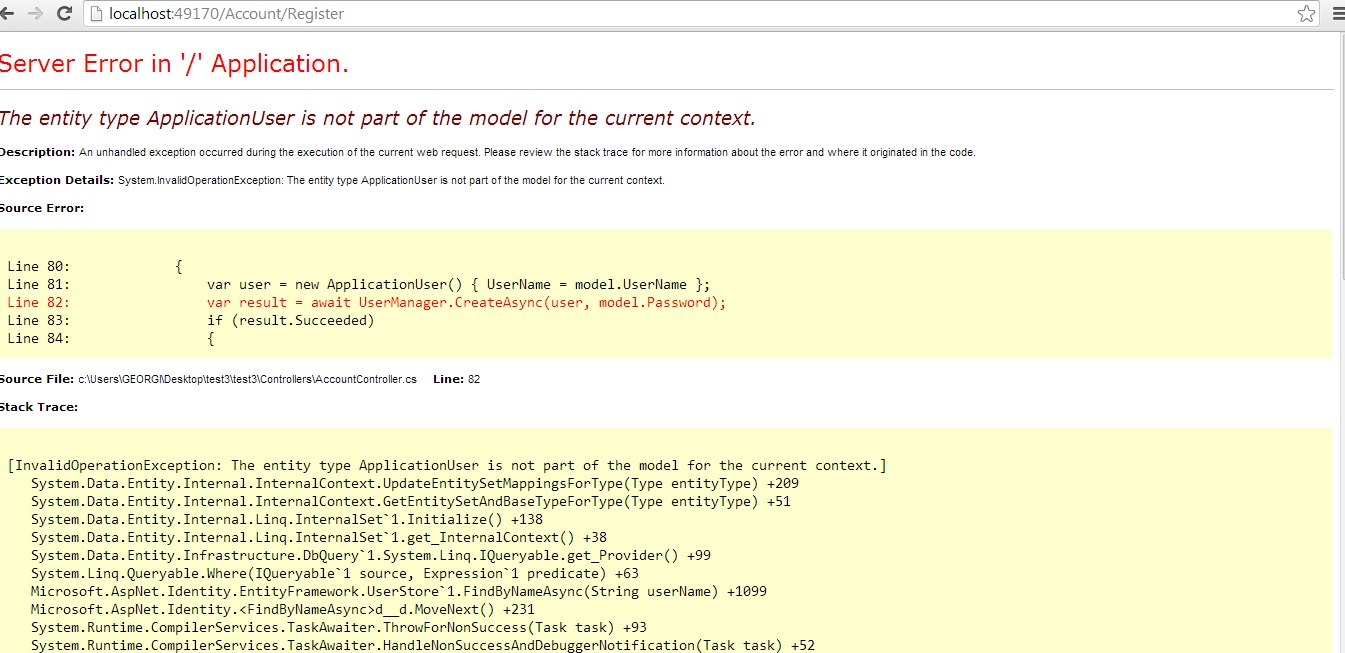 localhost:49170/Account/Register
Server Error in '/' Application.
The entity type ApplicationUser is not part of the model for the current context.
Description: An unhandled exception occurred during the execution of the current web request. Please review the stack trace for more information about the error and where it originated in the code.
Exception Details: System.InvalidOperationException: The entity type ApplicationUser is not part of the model for the current context.
Source Error:
Line 80:             {
Line 81:                 var user = new ApplicationUser() { UserName = model.UserName };
Line 82:                 var result = await UserManager.CreateAsync(user, model.Password);
Line 83:                 if (result.Succeeded)
Line 84:                 {
Source File: c:\Users\GEORGI\Desktop\test3\test3\Controllers\AccountController.cs    Line: 82
Stack Trace:
[InvalidOperationException: The entity type ApplicationUser is not part of the model for the current context.]
   System.Data.Entity.Internal.InternalContext.UpdateEntitySetMappingsForType(Type entityType) +209
   System.Data.Entity.Internal.InternalContext.GetEntitySetAndBaseTypeForType(Type entityType) +51
   System.Data.Entity.Internal.Linq.InternalSet`1.Initialize() +138
   System.Data.Entity.Internal.Linq.InternalSet`1.get_InternalContext() +38
   System.Data.Entity.Infrastructure.DbQuery`1.System.Linq.IQueryable.get_Provider() +99
   System.Linq.Queryable.Where(IQueryable`1 source, Expression`1 predicate) +63
   Microsoft.AspNet.Identity.EntityFramework.UserStore`1.FindByNameAsync(String userName) +1099
   Microsoft.AspNet.Identity.<FindByNameAsync>d__d.MoveNext() +231
   System.Runtime.CompilerServices.TaskAwaiter.ThrowForNonSuccess(Task task) +93
   System.Runtime.CompilerServices.TaskAwaiter.HandleNonSuccessAndDebuggerNotification(Task task) +52